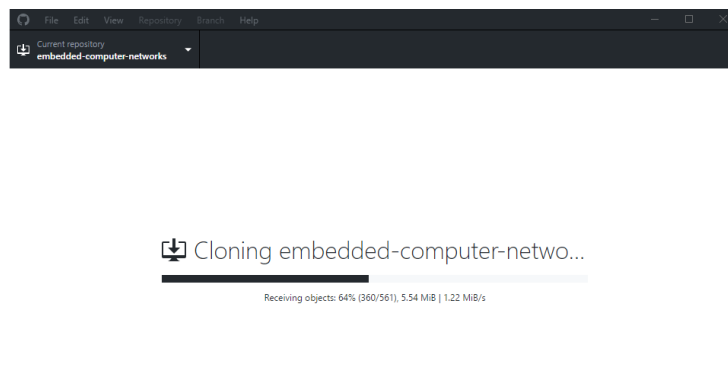 File Edit View Repository Branch Help
Current repository
embedded-computer-networks
Cloning embedded-computer-netwo...
Receiving objects: 64% (360/561), 5.54 MiB | 1.22 MiB/s